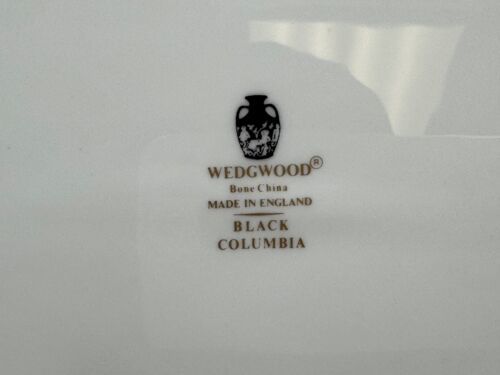 WEDGWOOD®
Bone China
MADE IN ENGLAND
BLACK
COLUMBIA